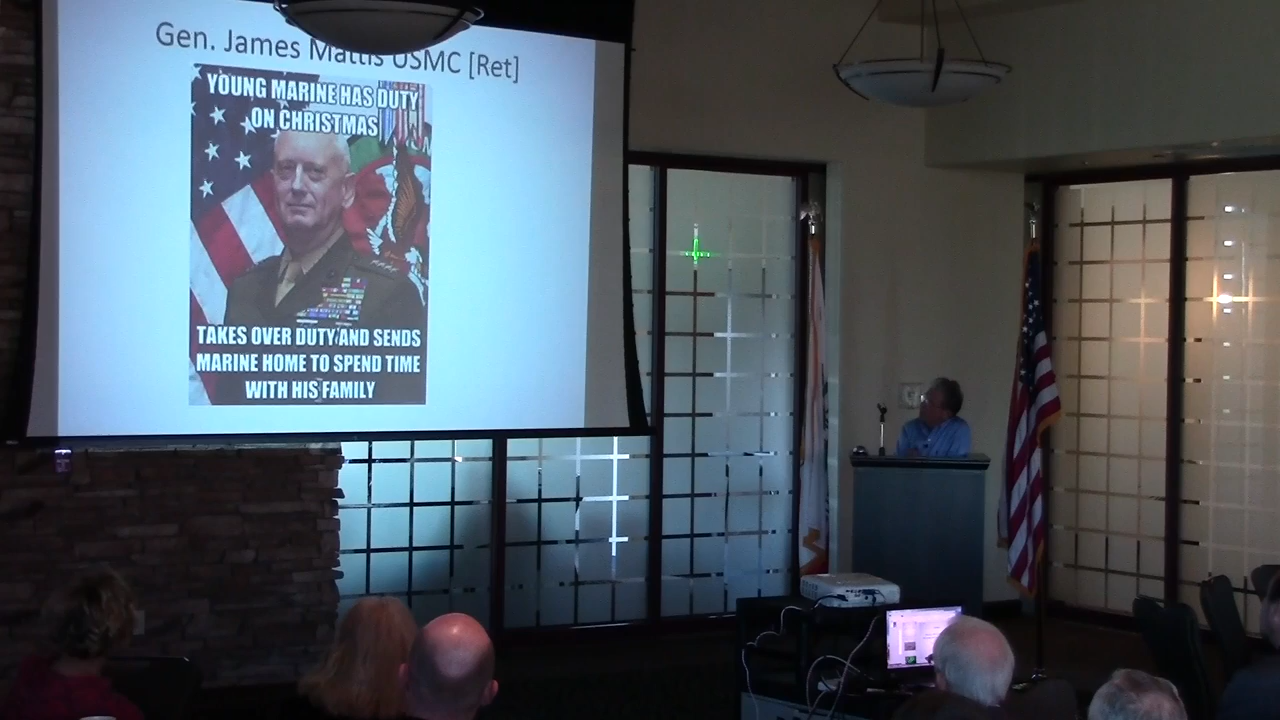 Gen. James Mattis USMC [Ret]
YOUNG MARINE HAS DUTY
ON CHRISTMAS
TAKES OVER DUTY AND SENDS
MARINE HOME TO SPEND TIME
WITH HIS FAMILY